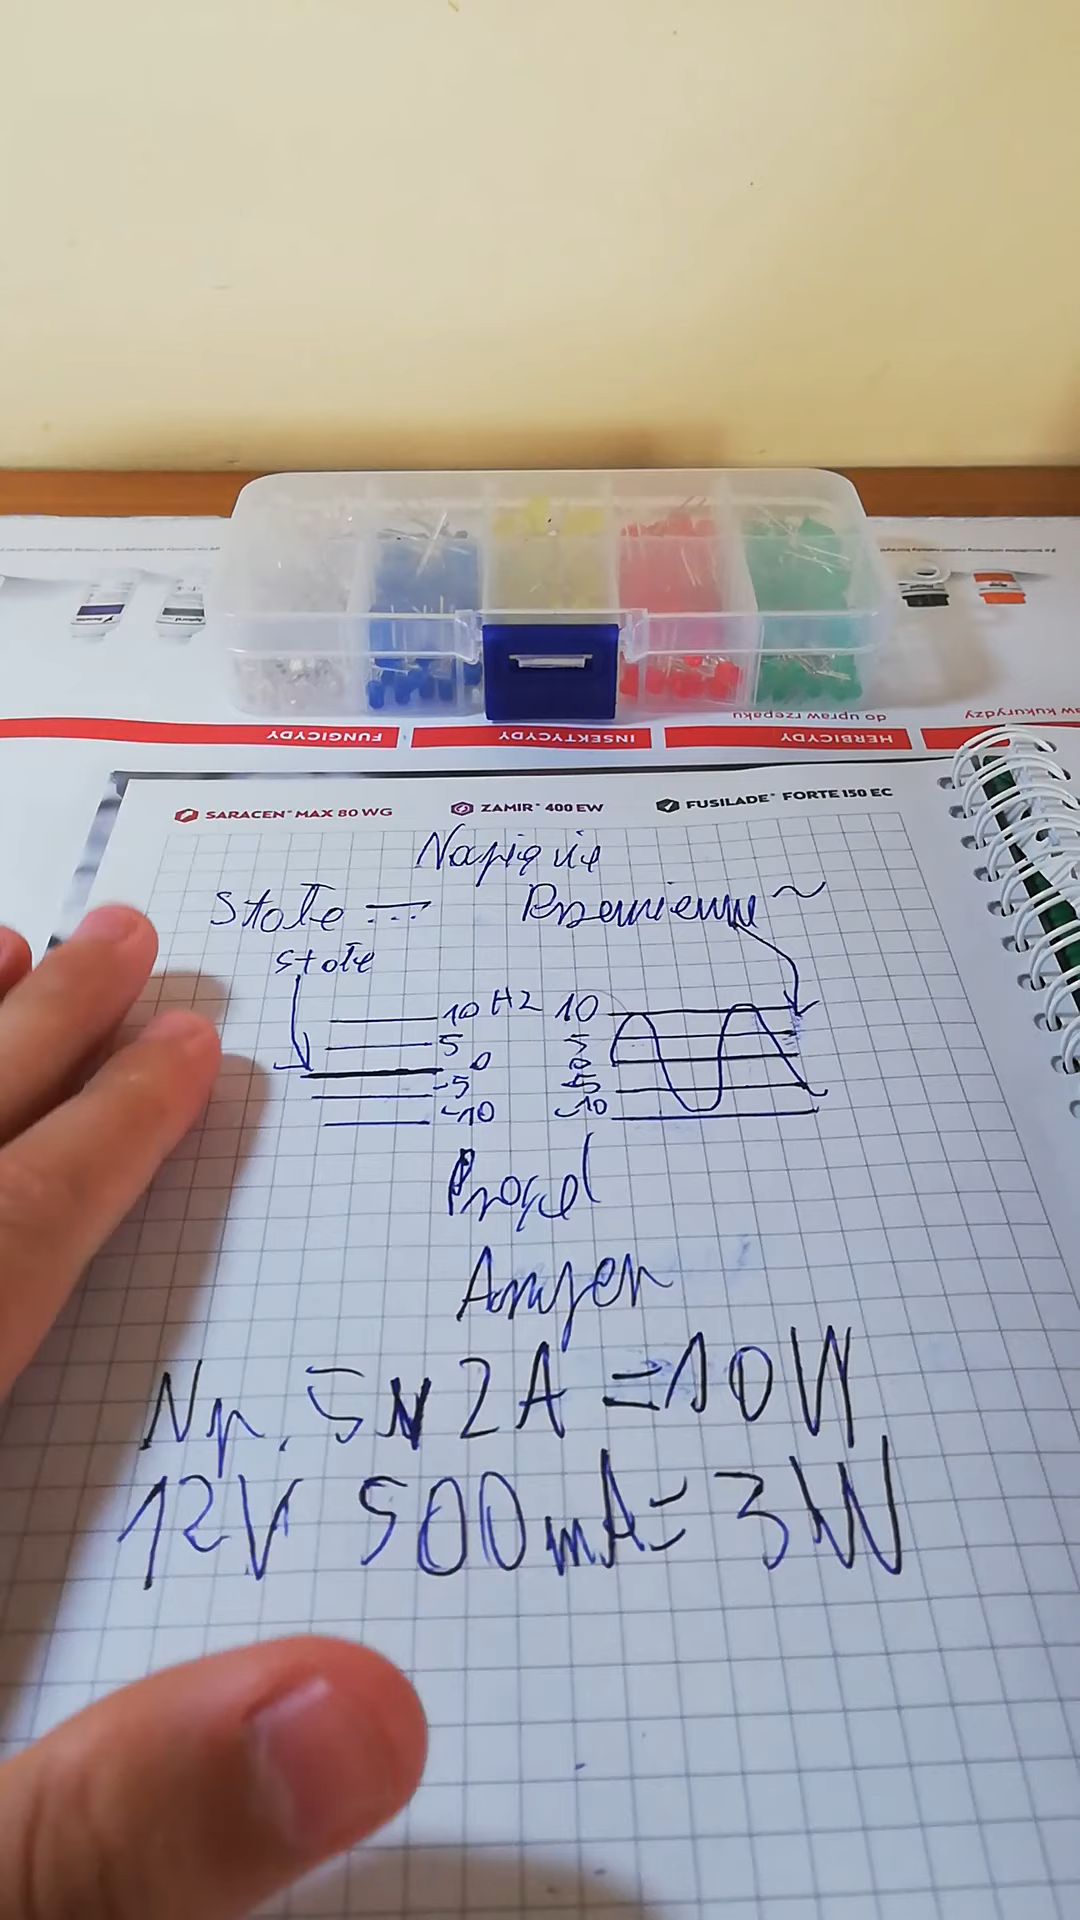 do upraw rzepaku
FUNGICYDY INSEKTYCYDY HERBICYDY
SARACEN® MAX 80 WG ZAMIR® 400 EW FUSILADE® FORTE 150 EC
Napięcie
Stałe Przemienne ~
stałe
10 Hz 10
5 5
0 0
-5 -5
-10 -10
Prąd
Amper
Np. 5V 2A = 10W
12V 500mA = 3W